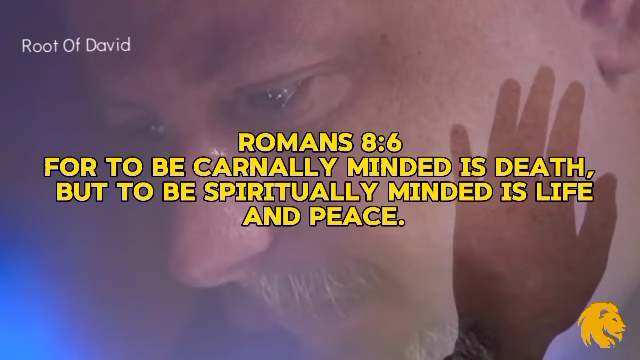 Root Of David
ROMANS 8:6
FOR TO BE CARNALLY MINDED IS DEATH,
BUT TO BE SPIRITUALLY MINDED IS LIFE
AND PEACE.